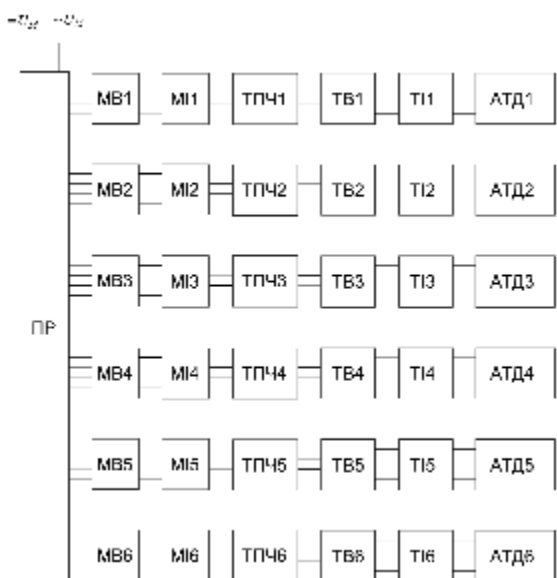 МВ1 МІ1 ТПЧ1 ТВ1 ТІ1 АТД1
МВ2 МІ2 ТПЧ2 ТВ2 ТІ2 АТД2
МВ3 МІ3 ТПЧ3 ТВ3 ТІ3 АТД3
ПР
МВ4 МІ4 ТПЧ4 ТВ4 ТІ4 АТД4
МВ5 МІ5 ТПЧ5 ТВ5 ТІ5 АТД5
МВ6 МІ6 ТПЧ6 ТВ6 ТІ6 АТД6